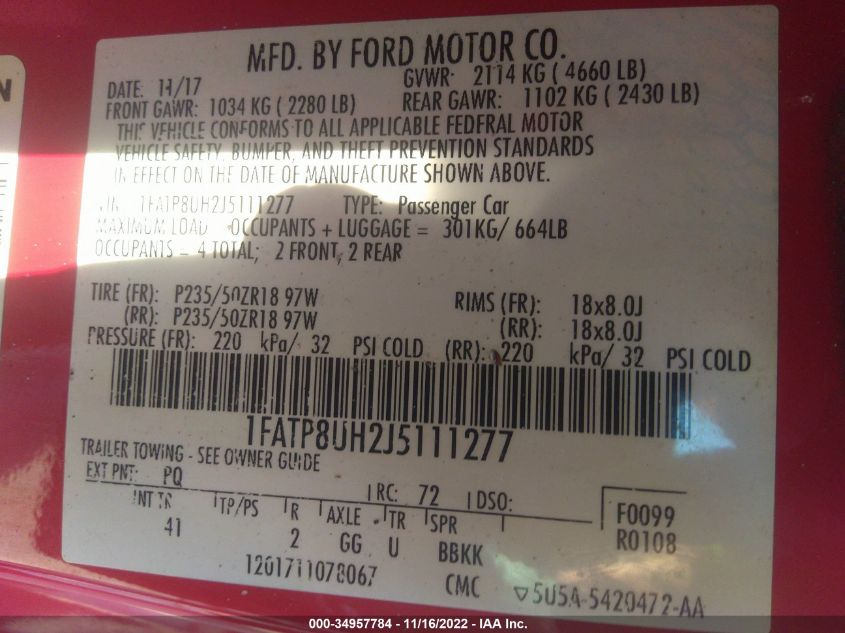 MFD. BY FORD MOTOR CO.
DATE: 11/17 GVWR: 2114 KG ( 4660 LB)
FRONT GAWR: 1034 KG ( 2280 LB) REAR GAWR: 1102 KG ( 2430 LB)
THIS VEHICLE CONFORMS TO ALL APPLICABLE FEDERAL MOTOR
VEHICLE SAFETY, BUMPER, AND THEFT PREVENTION STANDARDS
IN EFFECT ON THE DATE OF MANUFACTURE SHOWN ABOVE.
VIN: 1FATP8UH2J5111277 TYPE: Passenger Car
MAXIMUM LOAD OCCUPANTS + LUGGAGE = 301KG/ 664LB
OCCUPANTS = 4 TOTAL; 2 FRONT, 2 REAR
TIRE (FR): P235/50ZR18 97W RIMS (FR): 18x8.0J
(RR): P235/50ZR18 97W (RR): 18x8.0J
PRESSURE (FR): 220 kPa/ 32 PSI COLD (RR): 220 kPa/ 32 PSI COLD
1FATP8UH2J5111277
TRAILER TOWING - SEE OWNER GUIDE
EXT PNT: PQ RC: 72 DSO:
INT TR TP/PS R AXLE TR SPR F0099
41 2 GG U BBKK R0108
1201711078067 CMC ▽5U5A-5420472-AA
N
000-34957784 - 11/16/2022 - IAA Inc.